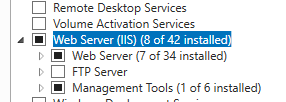 Remote Desktop Services
Volume Activation Services
Web Server (IIS) (8 of 42 installed)
Web Server (7 of 34 installed)
FTP Server
Management Tools (1 of 6 installed)